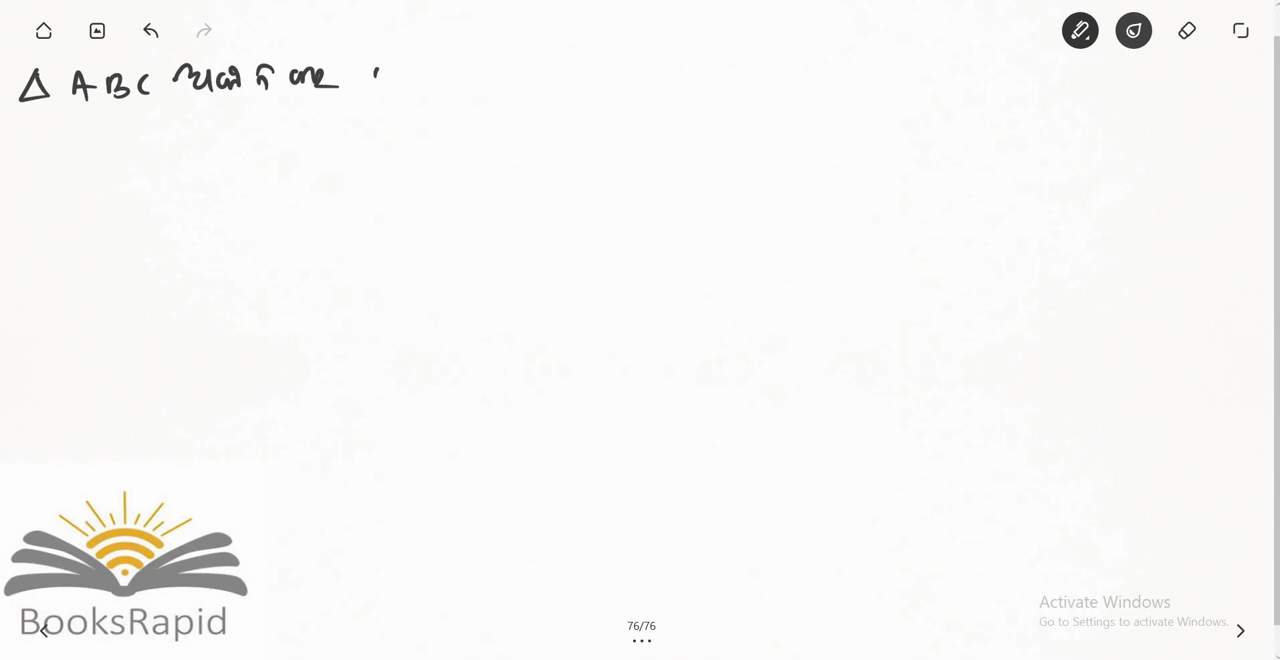 Δ ABC
BooksRapid
Activate Windows
Go to Settings to activate Windows.
76/76